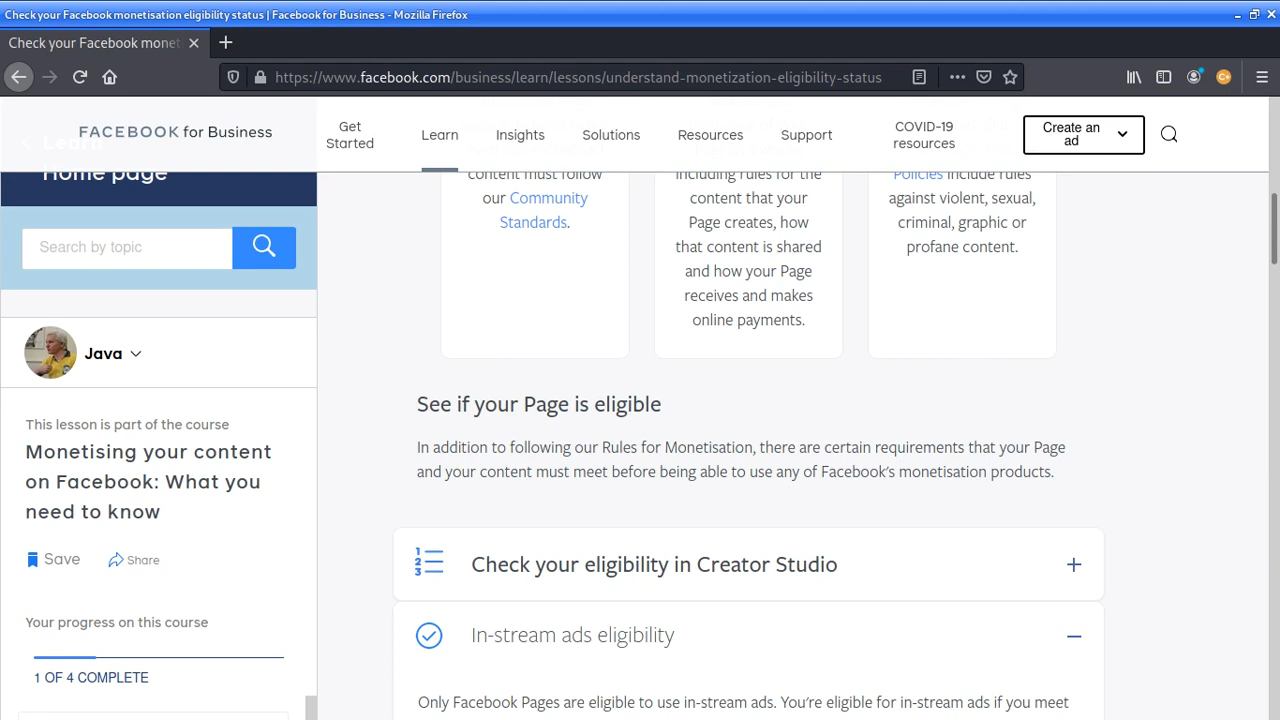 Check your Facebook monetisation eligibility status | Facebook for Business - Mozilla Firefox
Check your Facebook monet
https://www.facebook.com/business/learn/lessons/understand-monetization-eligibility-status
FACEBOOK for Business
Get Started
Learn
Insights
Solutions
Resources
Support
COVID-19 resources
Create an ad
Learn
Home page
Search by topic
Java
This lesson is part of the course
Monetising your content
on Facebook: What you
need to know
Save
Share
Your progress on this course
1 OF 4 COMPLETE
content must follow
our Community
Standards.
including rules for the
content that your
Page creates, how
that content is shared
and how your Page
receives and makes
online payments.
Policies include rules
against violent, sexual,
criminal, graphic or
profane content.
See if your Page is eligible
In addition to following our Rules for Monetisation, there are certain requirements that your Page
and your content must meet before being able to use any of Facebook's monetisation products.
Check your eligibility in Creator Studio
In-stream ads eligibility
Only Facebook Pages are eligible to use in-stream ads. You're eligible for in-stream ads if you meet